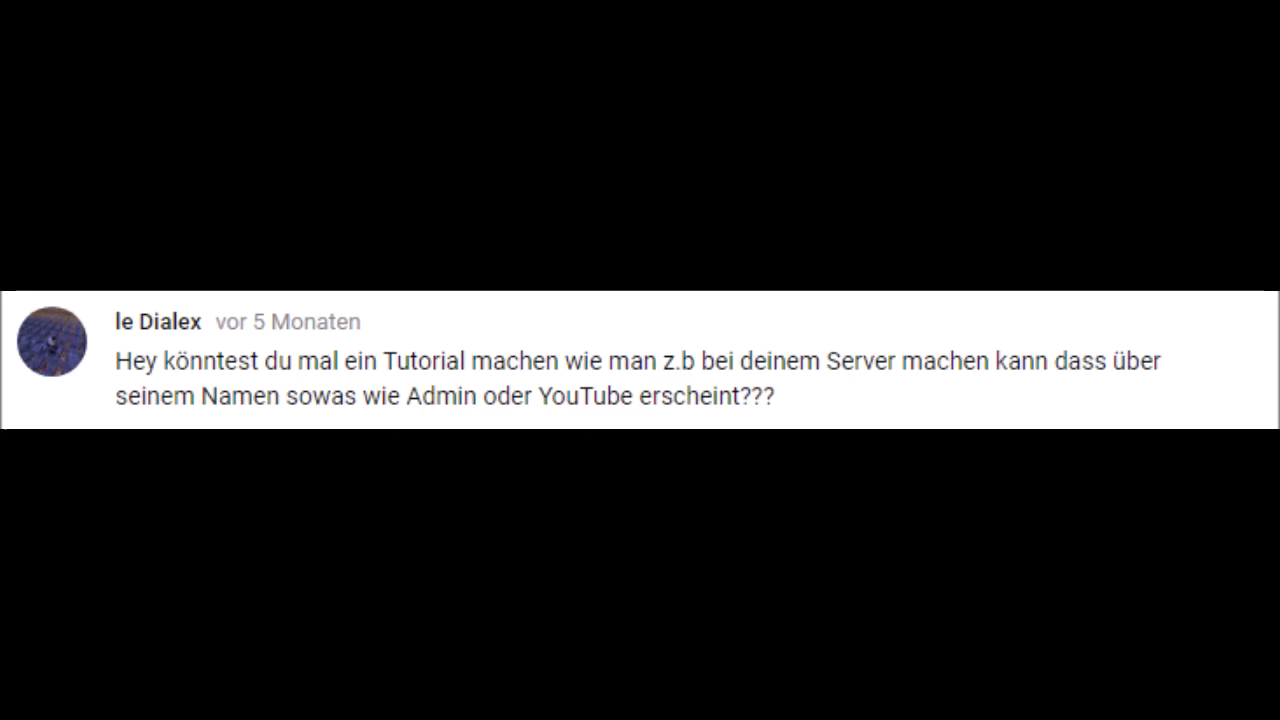 le Dialex vor 5 Monaten
Hey könntest du mal ein Tutorial machen wie man z.b bei deinem Server machen kann dass über
seinem Namen sowas wie Admin oder YouTube erscheint???